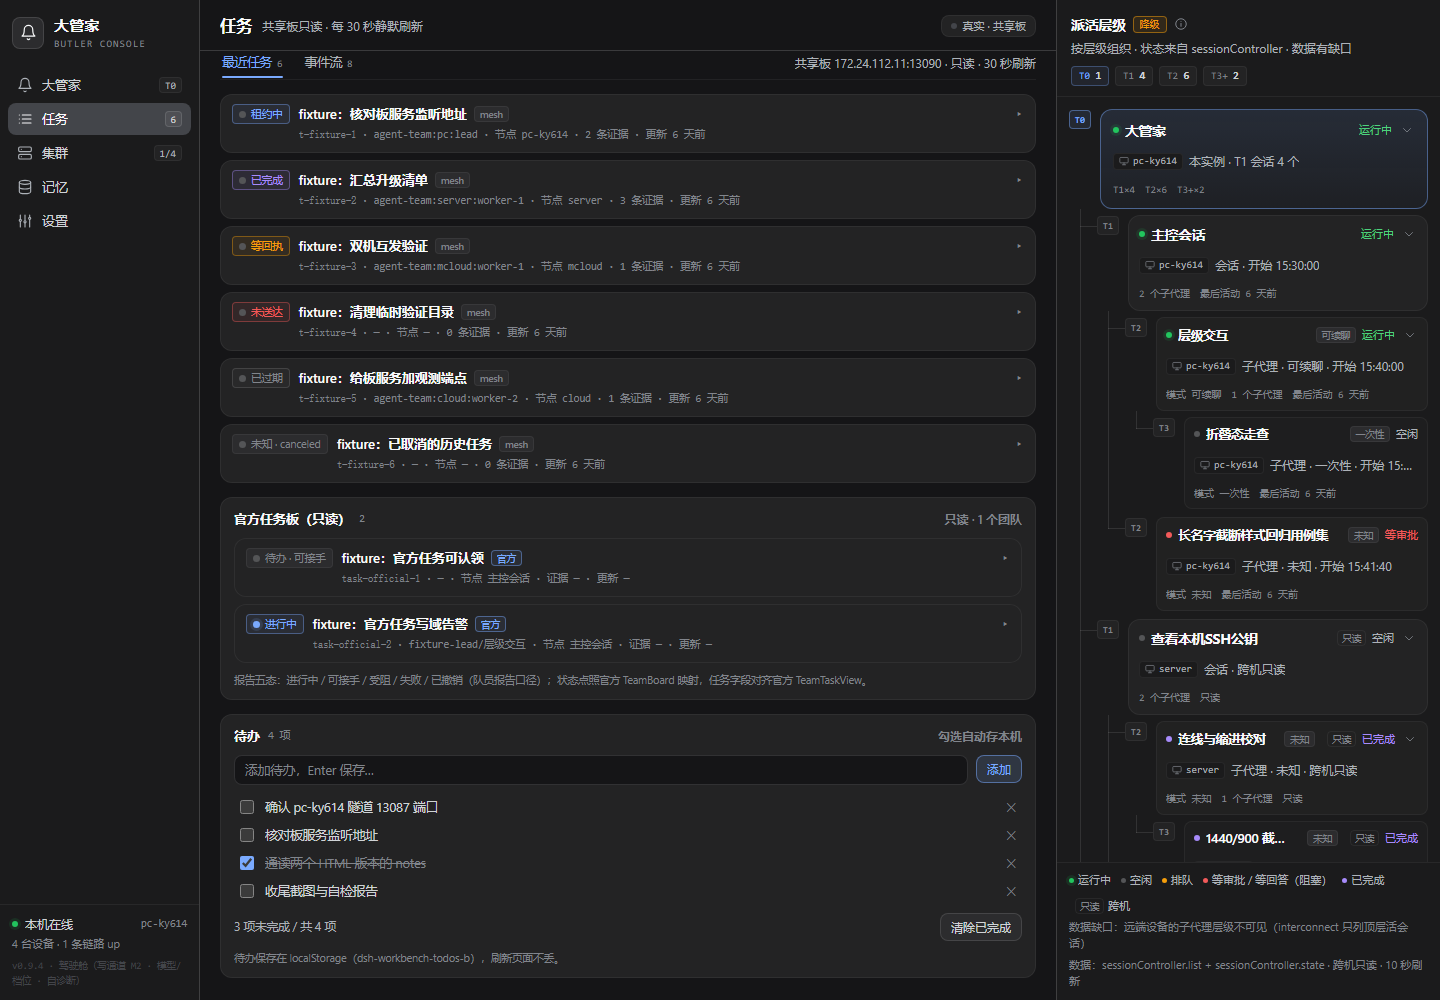 大管家
BUTLER CONSOLE
大管家 T0
任务 6
集群 1/4
记忆
设置
本机在线 pc-ky614
4 台设备 · 1 条链路 up
v0.9.4 · 驾驶舱（写通道 M2 · 模型/
档位 · 自诊断）
任务 共享板只读 · 每 30 秒静默刷新
真实 · 共享板
最近任务 6 事件流 8
共享板 172.24.112.11:13090 · 只读 · 30 秒刷新
租约中 fixture：核对板服务监听地址 mesh
t-fixture-1 · agent-team:pc:lead · 节点 pc-ky614 · 2 条证据 · 更新 6 天前
已完成 fixture：汇总升级清单 mesh
t-fixture-2 · agent-team:server:worker-1 · 节点 server · 3 条证据 · 更新 6 天前
等回执 fixture：双机互发验证 mesh
t-fixture-3 · agent-team:mcloud:worker-1 · 节点 mcloud · 1 条证据 · 更新 6 天前
未送达 fixture：清理临时验证目录 mesh
t-fixture-4 · — · 节点 — · 0 条证据 · 更新 6 天前
已过期 fixture：给板服务加观测端点 mesh
t-fixture-5 · agent-team:cloud:worker-2 · 节点 cloud · 1 条证据 · 更新 6 天前
未知 · canceled fixture：已取消的历史任务 mesh
t-fixture-6 · — · 节点 — · 0 条证据 · 更新 6 天前
官方任务板（只读） 2
只读 · 1 个团队
待办 · 可接手 fixture：官方任务可认领 官方
task-official-1 · — · 节点 主控会话 · 证据 — · 更新 —
进行中 fixture：官方任务写域告警 官方
task-official-2 · fixture-lead/层级交互 · 节点 主控会话 · 证据 — · 更新 —
报告五态：进行中 / 可接手 / 受阻 / 失败 / 已撤销（队员报告口径）；状态点照官方 TeamBoard 映射，任务字段对齐官方 TeamTaskView。
待办 4 项
勾选自动存本机
添加待办，Enter 保存…
添加
确认 pc-ky614 隧道 13087 端口
核对板服务监听地址
通读两个 HTML 版本的 notes
收尾截图与自检报告
3 项未完成 / 共 4 项
清除已完成
待办保存在 localStorage（dsh-workbench-todos-b），刷新页面不丢。
派活层级 降级
按层级组织 · 状态来自 sessionController · 数据有缺口
T0 1 T1 4 T2 6 T3+ 2
T0 大管家 运行中
pc-ky614 本实例 · T1 会话 4 个
T1×4 T2×6 T3+×2
T1 主控会话 运行中
pc-ky614 会话 · 开始 15:30:00
2 个子代理 最后活动 6 天前
T2 层级交互 可续聊 运行中
pc-ky614 子代理 · 可续聊 · 开始 15:40:00
模式 可续聊 1 个子代理 最后活动 6 天前
T3 折叠态走查 一次性 空闲
pc-ky614 子代理 · 一次性 · 开始 15:...
模式 一次性 最后活动 6 天前
T2 长名字截断样式回归用例集 未知 等审批
pc-ky614 子代理 · 未知 · 开始 15:41:40
模式 未知 最后活动 6 天前
T1 查看本机SSH公钥 只读 空闲
server 会话 · 跨机只读
2 个子代理 只读
T2 连线与缩进校对 未知 只读 已完成
server 子代理 · 未知 · 跨机只读
模式 未知 1 个子代理 只读
T3 1440/900 截... 未知 只读 已完成
运行中 空闲 排队 等审批 / 等回答（阻塞） 已完成
只读 跨机
数据缺口：远端设备的子代理层级不可见（interconnect 只列顶层活会
话）
数据：sessionController.list + sessionController.state · 跨机只读 · 10 秒刷
新